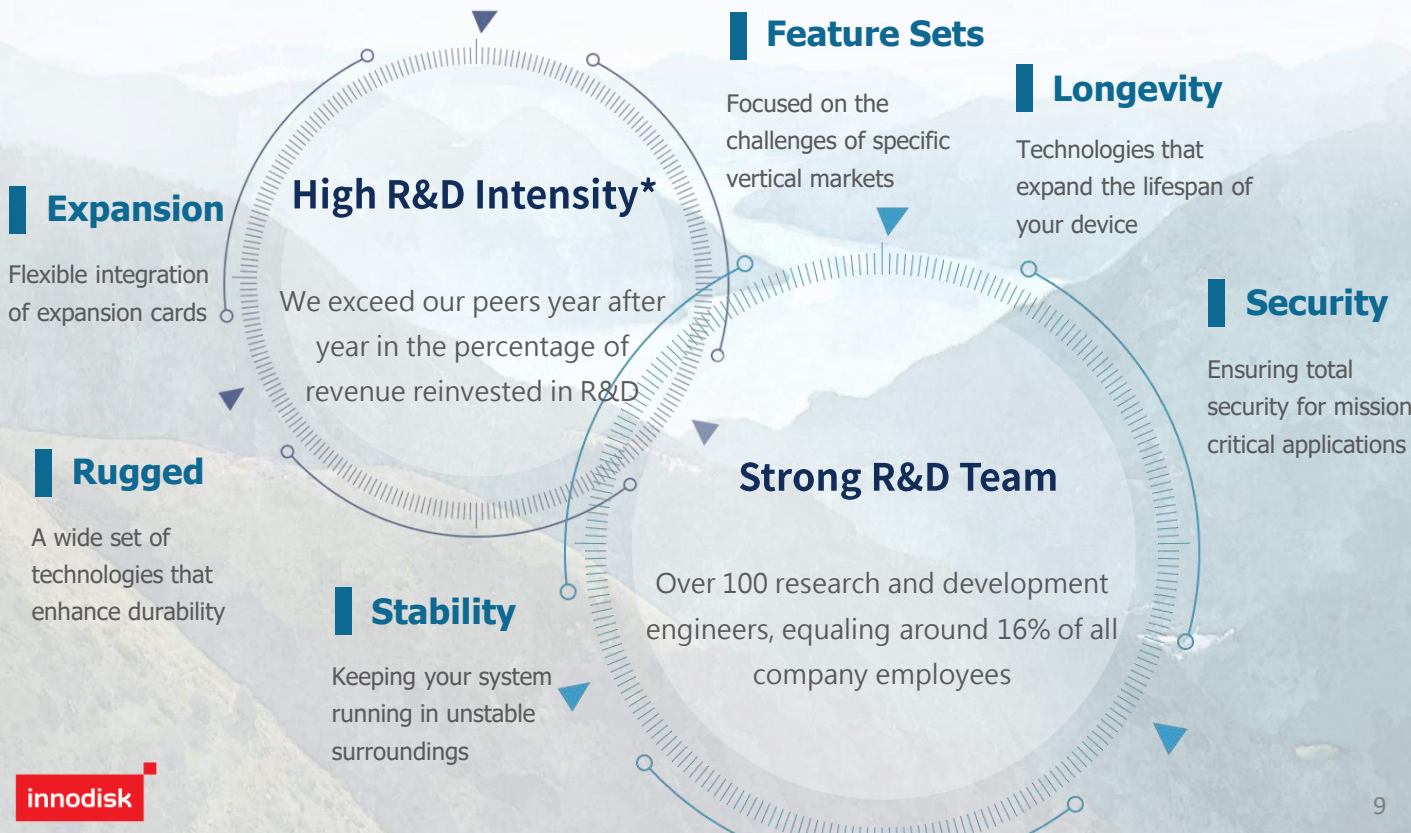 Feature Sets
Focused on the
challenges of specific
vertical markets
Longevity
Technologies that
expand the lifespan of
your device
High R&D Intensity*
We exceed our peers year after
year in the percentage of
revenue reinvested in R&D
Expansion
Flexible integration
of expansion cards
Security
Ensuring total
security for mission
critical applications
Rugged
A wide set of
technologies that
enhance durability
Strong R&D Team
Over 100 research and development
engineers, equaling around 16% of all
company employees
Stability
Keeping your system
running in unstable
surroundings
innodisk
9